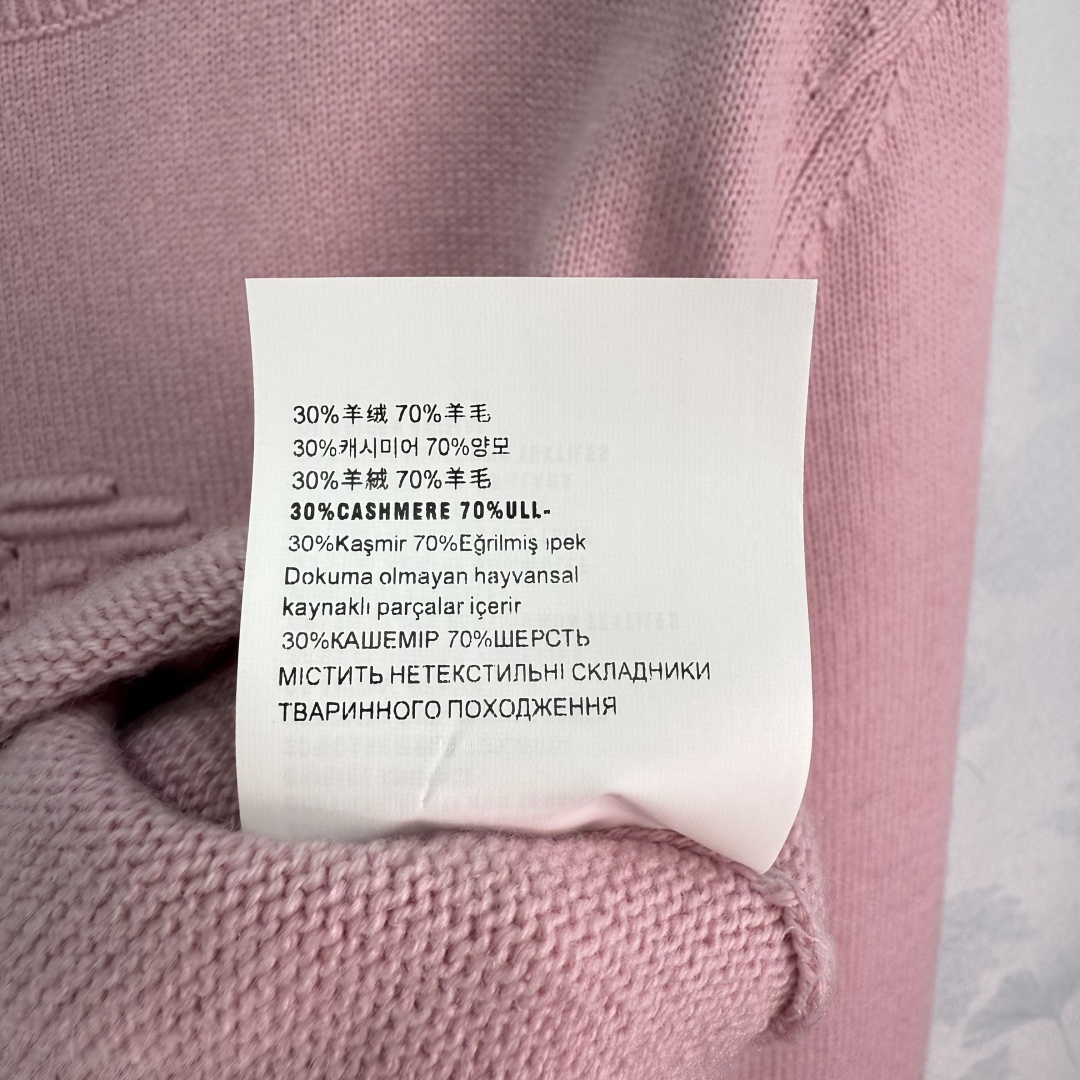 30%羊绒 70%羊毛
30%캐시미어 70%양모
30%羊絨 70%羊毛
30%CASHMERE 70%ULL-
30%Kaşmir 70%Eğrilmiş ıpek
Dokuma olmayan hayvansal
kaynaklı parçalar içerir
30%КАШЕМІР 70%ШЕРСТЬ
МІСТИТЬ НЕТЕКСТИЛЬНІ СКЛАДНИКИ
ТВАРИННОГО ПОХОДЖЕННЯ